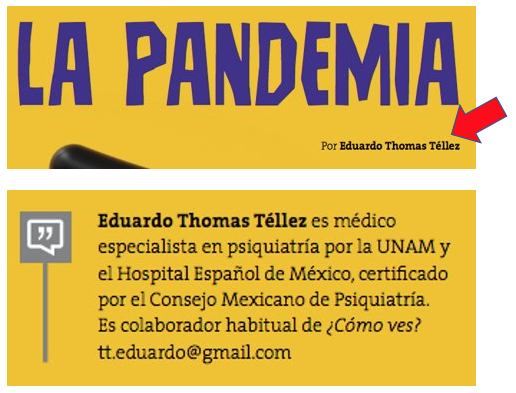 LA PANDEMIA
Por Eduardo Thomas Téllez
Eduardo Thomas Téllez es médico
especialista en psiquiatría por la UNAM y
el Hospital Español de México, certificado
por el Consejo Mexicano de Psiquiatría.
Es colaborador habitual de ¿Cómo ves?
tt.eduardo@gmail.com